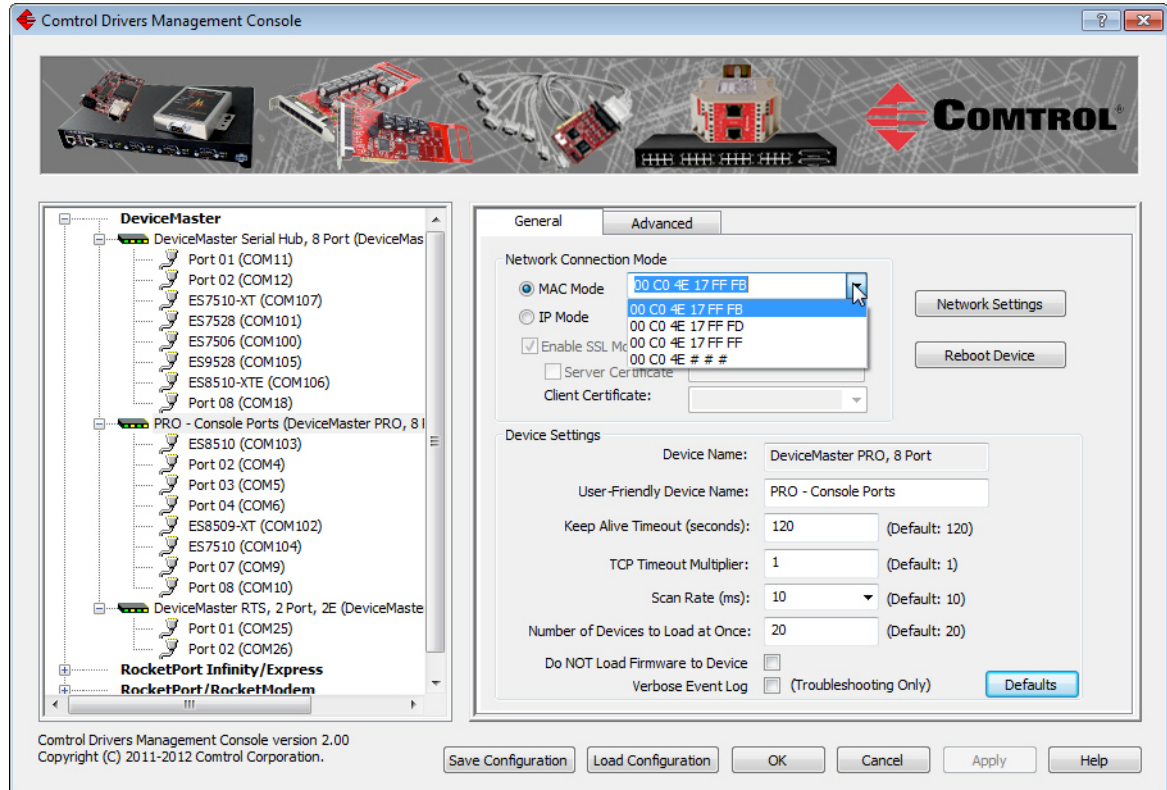 Comtrol Drivers Management Console
COMTROL
DeviceMaster
DeviceMaster Serial Hub, 8 Port (DeviceMas
Port 01 (COM11)
Port 02 (COM12)
ES7510-XT (COM107)
ES7528 (COM101)
ES7506 (COM100)
ES9528 (COM105)
ES8510-XTE (COM106)
Port 08 (COM18)
PRO - Console Ports (DeviceMaster PRO, 8
ES8510 (COM103)
Port 02 (COM4)
Port 03 (COM5)
Port 04 (COM6)
ES8509-XT (COM102)
ES7510 (COM104)
Port 07 (COM9)
Port 08 (COM10)
DeviceMaster RTS, 2 Port, 2E (DeviceMaste
Port 01 (COM25)
Port 02 (COM26)
RocketPort Infinity/Express
RocketPort/RocketModem
General
Advanced
Network Connection Mode
MAC Mode
00 C0 4E 17 FF FB
00 C0 4E 17 FF FB
00 C0 4E 17 FF FD
00 C0 4E 17 FF FF
00 C0 4E # # #
IP Mode
Enable SSL Mo
Server Certificate
Client Certificate:
Network Settings
Reboot Device
Device Settings
Device Name: DeviceMaster PRO, 8 Port
User-Friendly Device Name: PRO - Console Ports
Keep Alive Timeout (seconds): 120 (Default: 120)
TCP Timeout Multiplier: 1 (Default: 1)
Scan Rate (ms): 10 (Default: 10)
Number of Devices to Load at Once: 20 (Default: 20)
Do NOT Load Firmware to Device
Verbose Event Log (Troubleshooting Only)
Defaults
Comtrol Drivers Management Console version 2.00
Copyright (C) 2011-2012 Comtrol Corporation.
Save Configuration
Load Configuration
OK
Cancel
Apply
Help